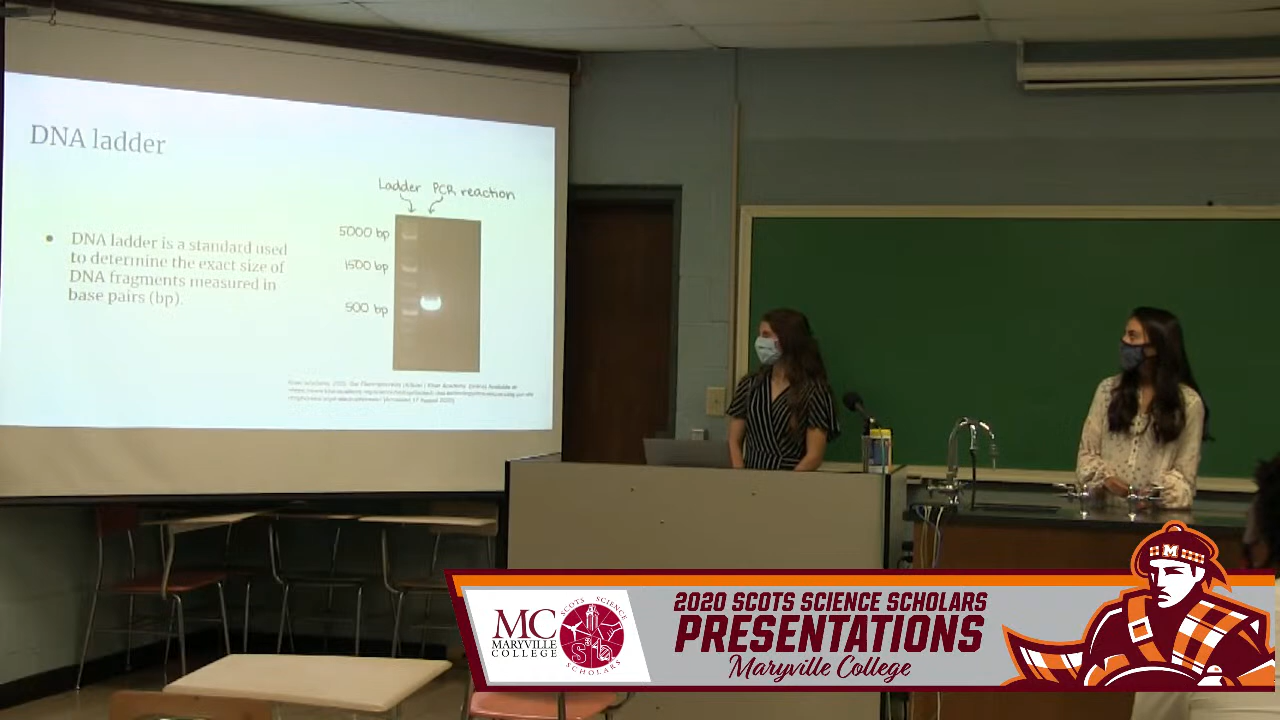 DNA ladder
Ladder PCR reaction
5000 bp
1500 bp
500 bp
• DNA ladder is a standard used
to determine the exact size of
DNA fragments measured in
base pairs (bp).
MC
MARYVILLE
COLLEGE
SCOTS SCIENCE
SCHOLARS
2020 SCOTS SCIENCE SCHOLARS
PRESENTATIONS
Maryville College
M